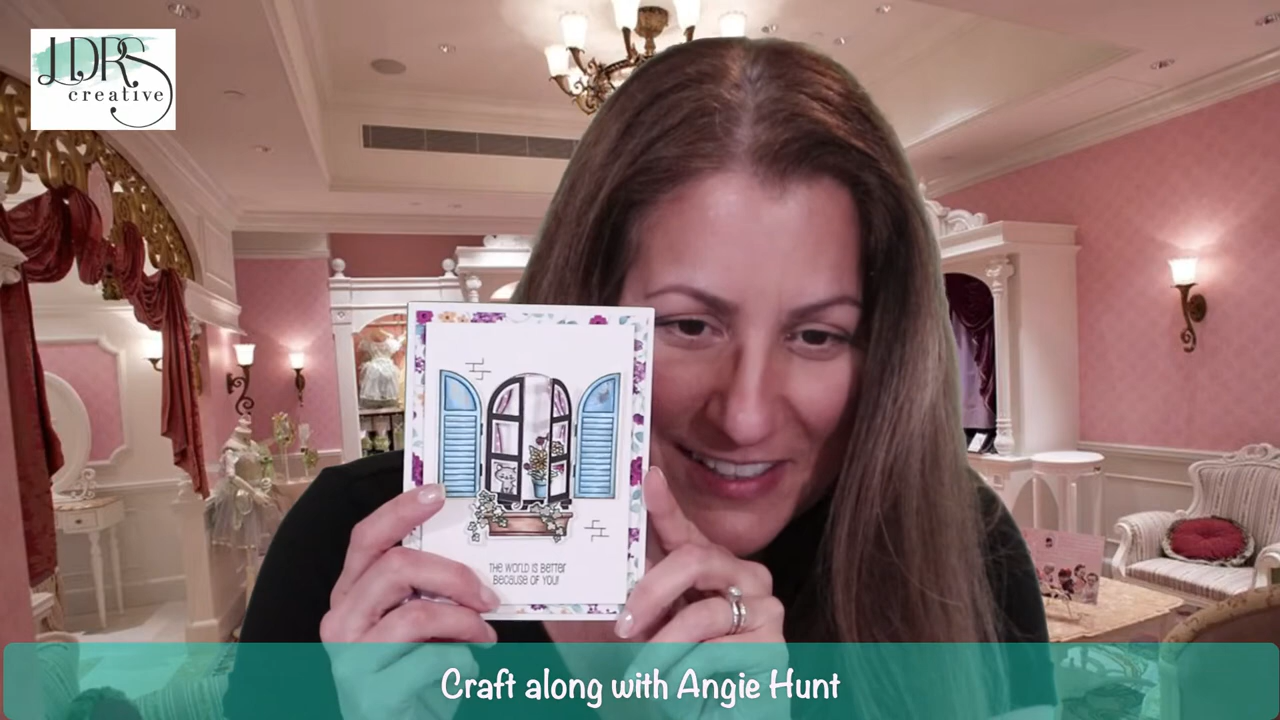 LDRS
creative
THE WORLD IS BETTER
BECAUSE OF YOU!
Craft along with Angie Hunt